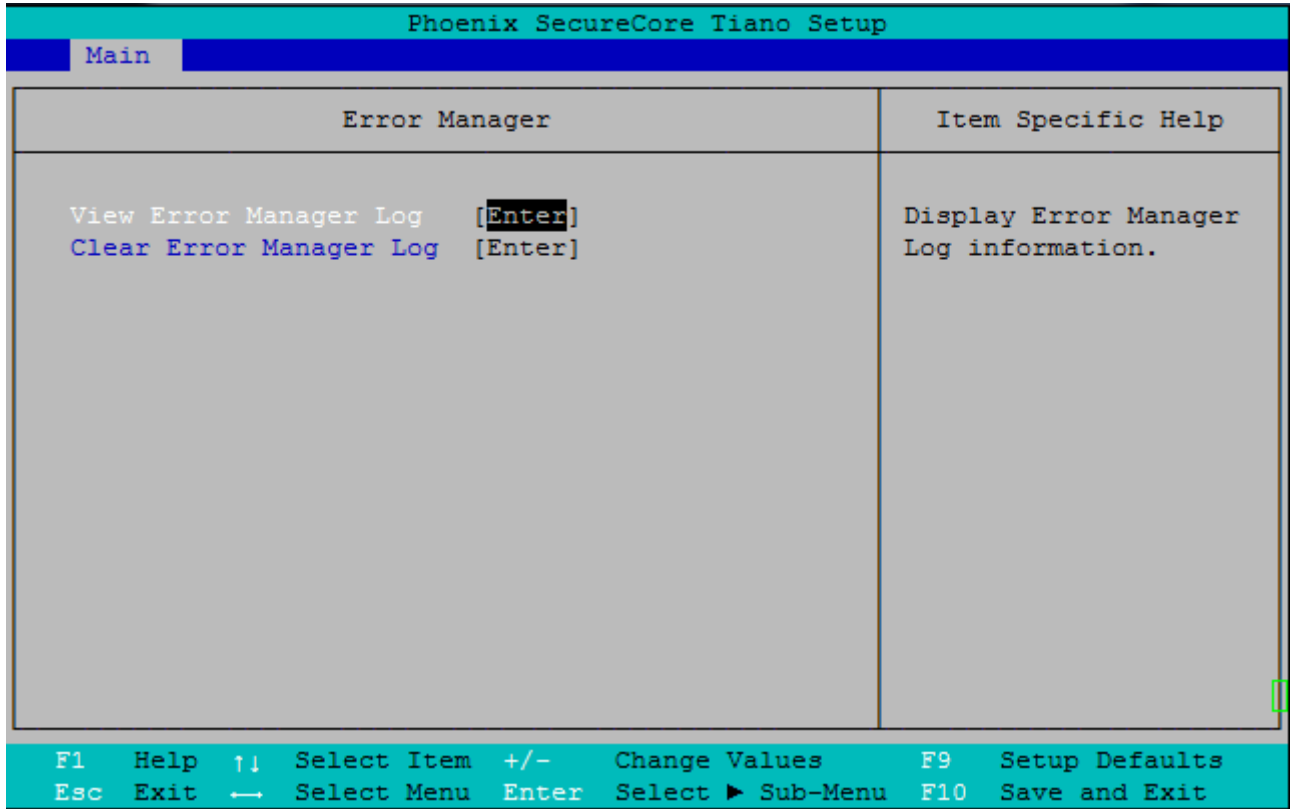 Phoenix SecureCore Tiano Setup
Main
Error Manager
Item Specific Help
View Error Manager Log [Enter]
Clear Error Manager Log [Enter]
Display Error Manager
Log information.
F1 Help ↑↓ Select Item +/- Change Values F9 Setup Defaults
Esc Exit ←→ Select Menu Enter Select ▶ Sub-Menu F10 Save and Exit